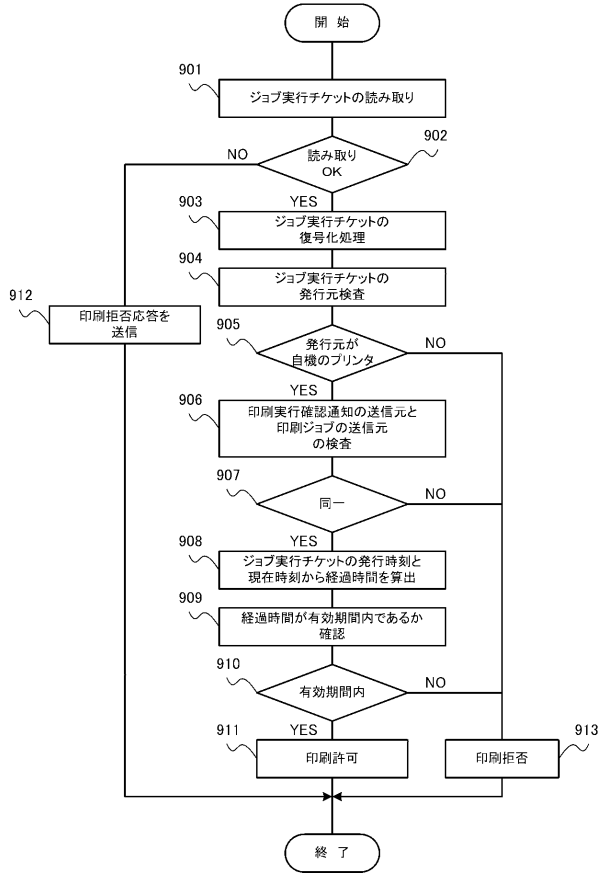 開 始
901
ジョブ実行チケットの読み取り
902
読み取り
OK
NO
YES
903
ジョブ実行チケットの
復号化処理
904
ジョブ実行チケットの
発行元検査
912
印刷拒否応答を
送信
905
発行元が
自機のプリンタ
NO
YES
906
印刷実行確認通知の送信元と
印刷ジョブの送信元
の検査
907
同一
NO
YES
908
ジョブ実行チケットの発行時刻と
現在時刻から経過時間を算出
909
経過時間が有効期間内であるか
確認
910
有効期間内
NO
YES
911
印刷許可
913
印刷拒否
終 了